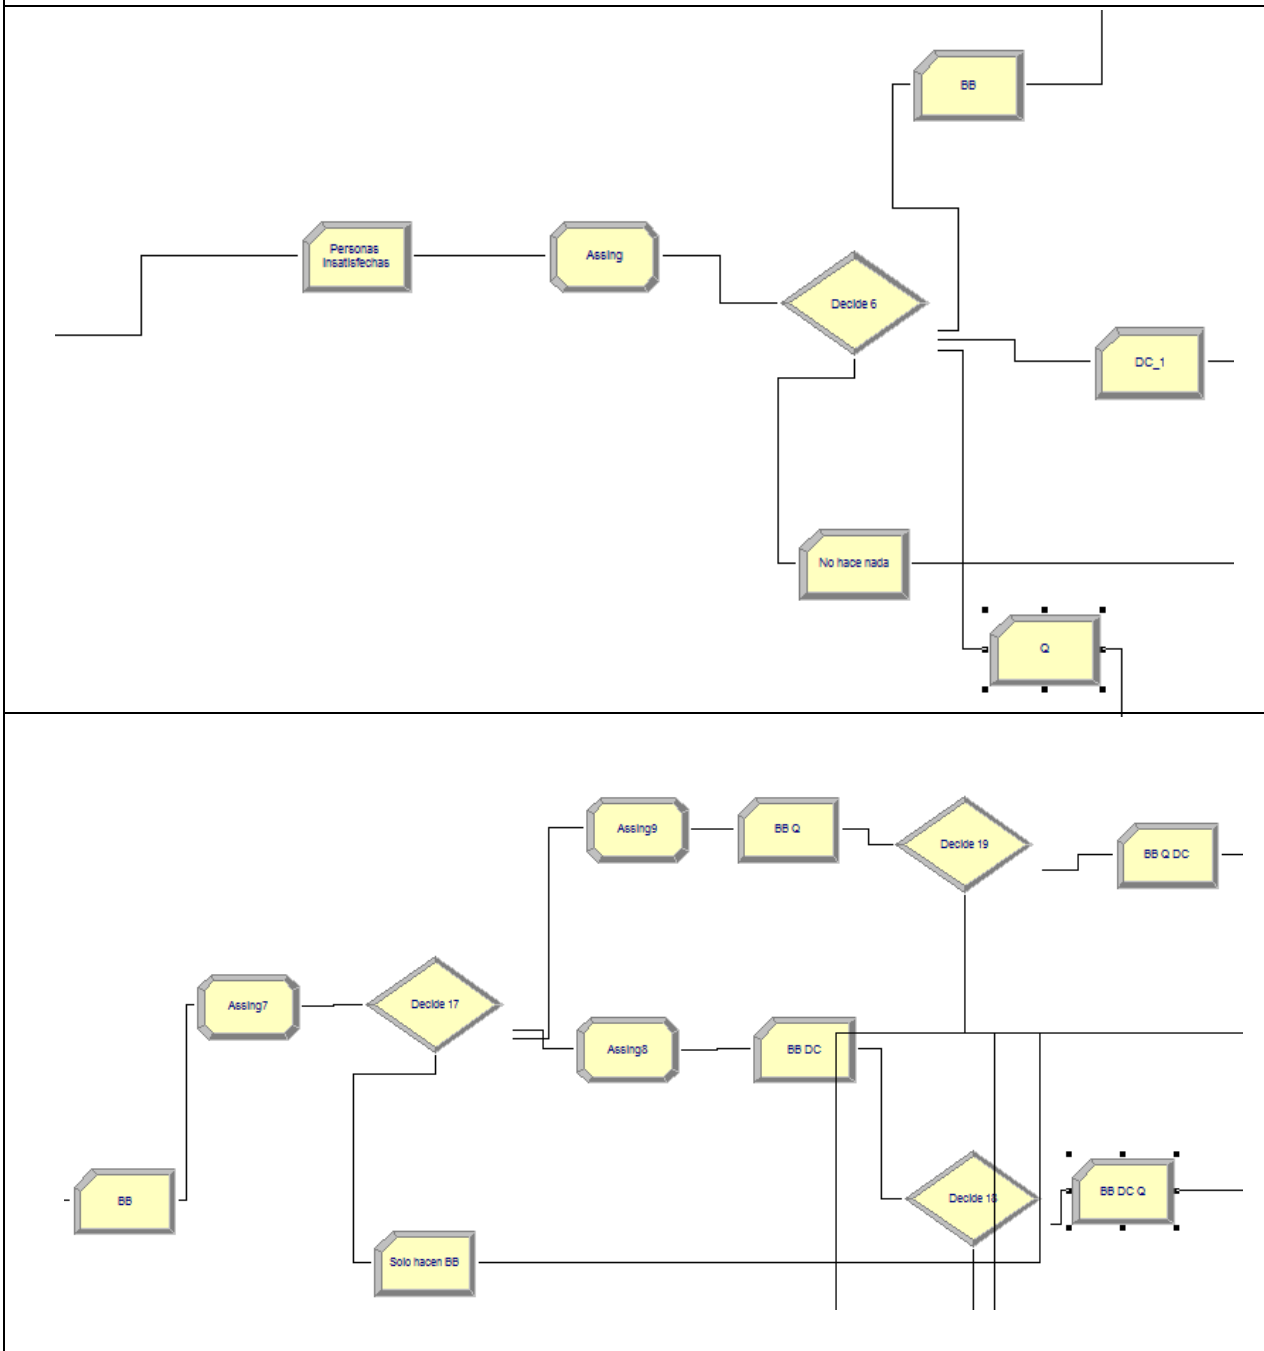 BB
Personas
Insatisfechas
Assing
Decide 6
DC_1
No hace nada
Q
Assing9
BB Q
Decide 19
BB Q DC
Assing7
Decide 17
Assing8
BB DC
BB
Decide 18
BB DC Q
Solo hacen BB